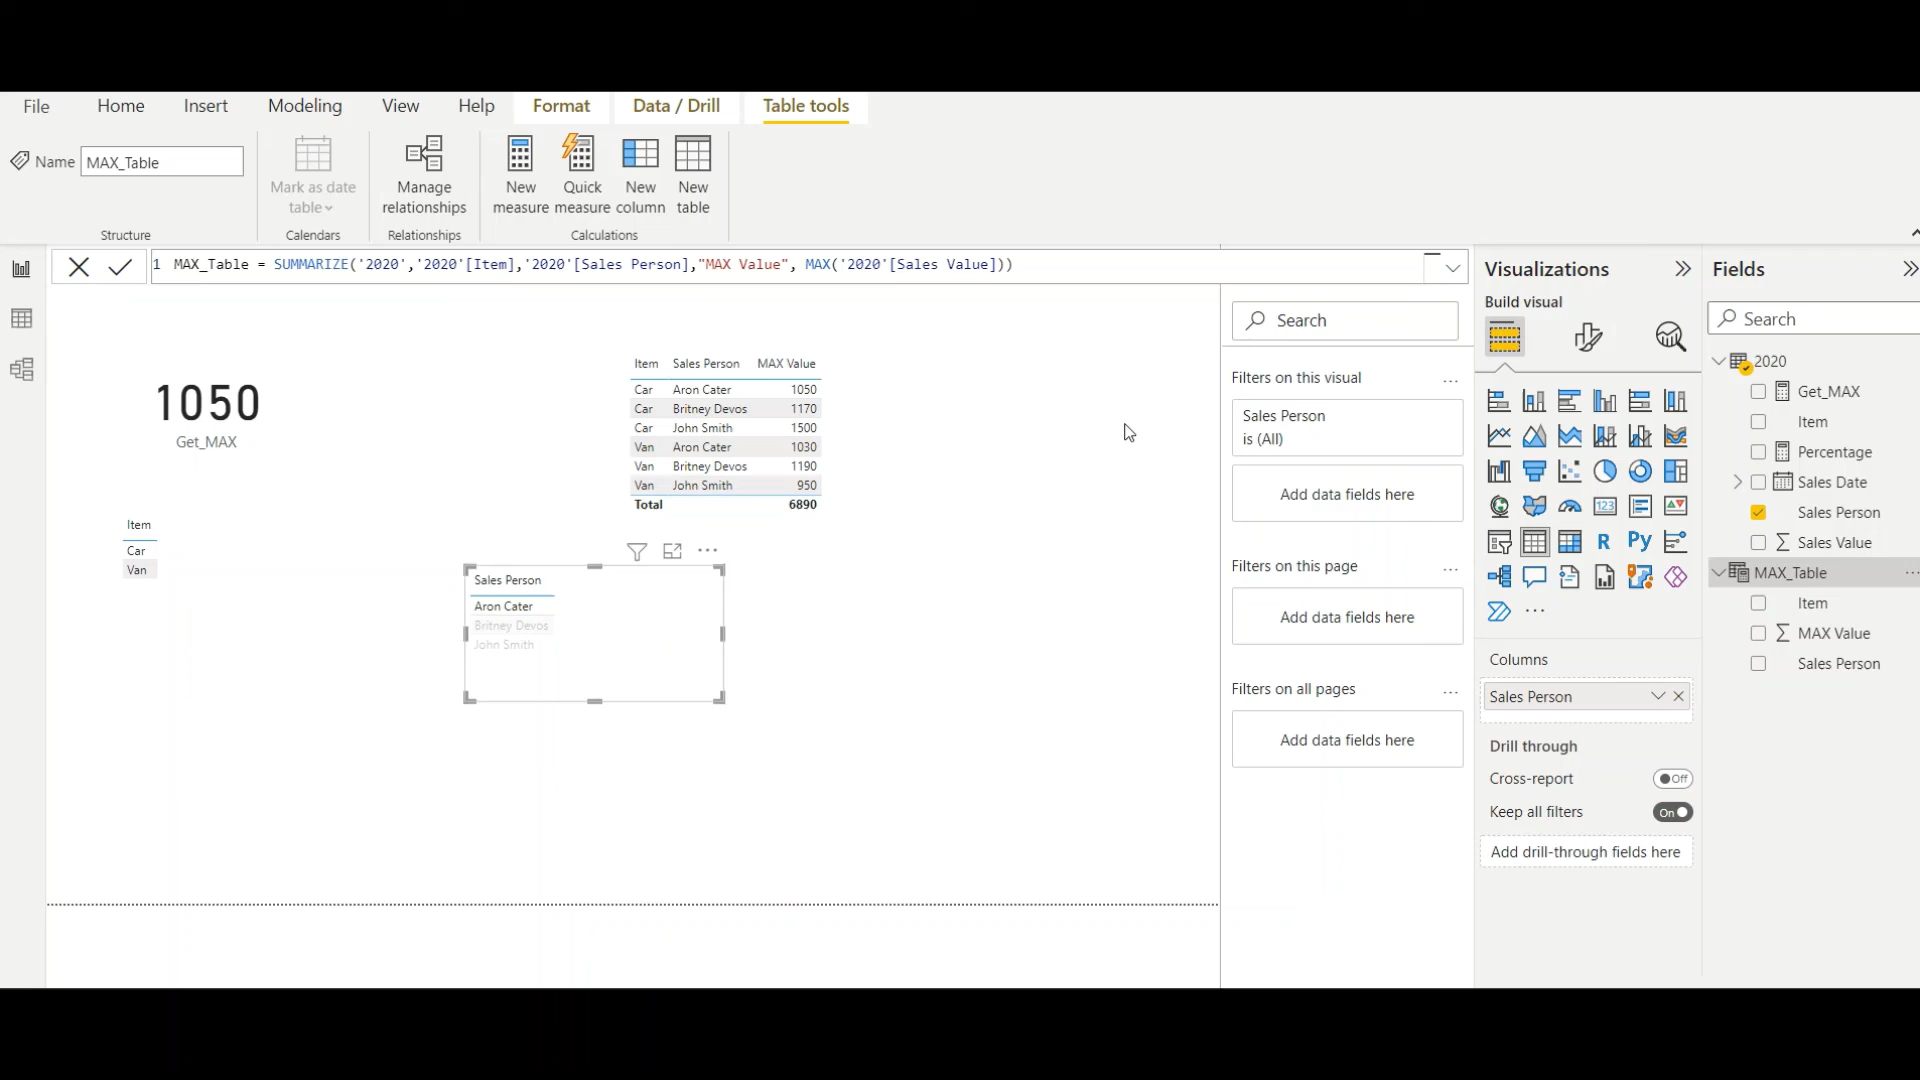 File Home Insert Modeling View Help Format Data / Drill Table tools
Name MAX_Table
Mark as date table
Manage relationships
New measure
Quick measure
New column
New table
Structure Calendars Relationships Calculations
1 MAX_Table = SUMMARIZE('2020','2020'[Item],'2020'[Sales Person],"MAX Value", MAX('2020'[Sales Value]))
1050
Get_MAX
Item
Car
Van
Item Sales Person MAX Value
Car Aron Cater 1050
Car Britney Devos 1170
Car John Smith 1500
Van Aron Cater 1030
Van Britney Devos 1190
Van John Smith 950
Total 6890
Sales Person
Aron Cater
Britney Devos
John Smith
Search
Filters on this visual ...
Sales Person
is (All)
Add data fields here
Filters on this page ...
Add data fields here
Filters on all pages ...
Add data fields here
Visualizations
Build visual
123
R Py
...
Columns
Sales Person
Drill through
Cross-report Off
Keep all filters On
Add drill-through fields here
Fields
Search
2020
Get_MAX
Item
Percentage
Sales Date
Sales Person
∑ Sales Value
MAX_Table ...
Item
∑ MAX Value
Sales Person